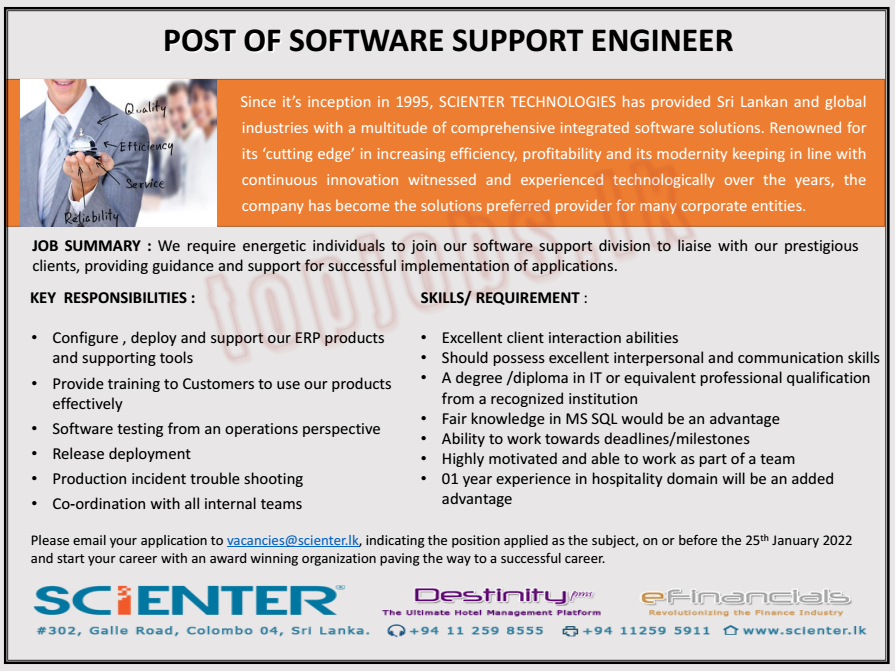 POST OF SOFTWARE SUPPORT ENGINEER
Quality
Efficiency
Service
Reliability
Since it’s inception in 1995, SCIENTER TECHNOLOGIES has provided Sri Lankan and global
industries with a multitude of comprehensive integrated software solutions. Renowned for
its ‘cutting edge’ in increasing efficiency, profitability and its modernity keeping in line with
continuous innovation witnessed and experienced technologically over the years, the
company has become the solutions preferred provider for many corporate entities.
topjobs.lk
JOB SUMMARY : We require energetic individuals to join our software support division to liaise with our prestigious
clients, providing guidance and support for successful implementation of applications.
KEY RESPONSIBILITIES :
• Configure , deploy and support our ERP products
and supporting tools
• Provide training to Customers to use our products
effectively
• Software testing from an operations perspective
• Release deployment
• Production incident trouble shooting
• Co-ordination with all internal teams
SKILLS/ REQUIREMENT :
• Excellent client interaction abilities
• Should possess excellent interpersonal and communication skills
• A degree /diploma in IT or equivalent professional qualification
from a recognized institution
• Fair knowledge in MS SQL would be an advantage
• Ability to work towards deadlines/milestones
• Highly motivated and able to work as part of a team
• 01 year experience in hospitality domain will be an added
advantage
Please email your application to vacancies@scienter.lk, indicating the position applied as the subject, on or before the 25th January 2022
and start your career with an award winning organization paving the way to a successful career.
SCiENTER®
Destinity pms
The Ultimate Hotel Management Platform
eFinancials
Revolutionizing the Finance Industry
#302, Galle Road, Colombo 04, Sri Lanka. +94 11 259 8555 +94 11259 5911 www.scienter.lk